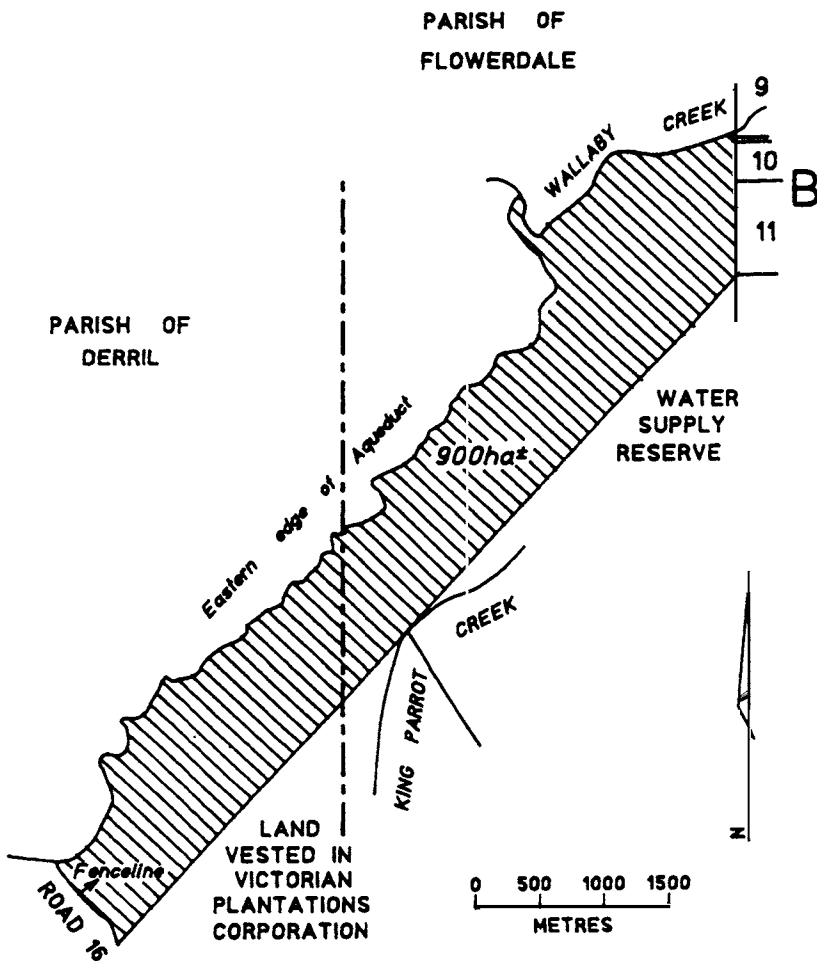 PARISH OF
FLOWERDALE
9
WALLABY CREEK
10
B
11
PARISH OF
DERRIL
WATER
SUPPLY
RESERVE
Eastern edge of Aqueduct
900ha±
KING PARROT CREEK
LAND
VESTED IN
VICTORIAN
PLANTATIONS
CORPORATION
Fenceline
ROAD 16
N
0 500 1000 1500
METRES